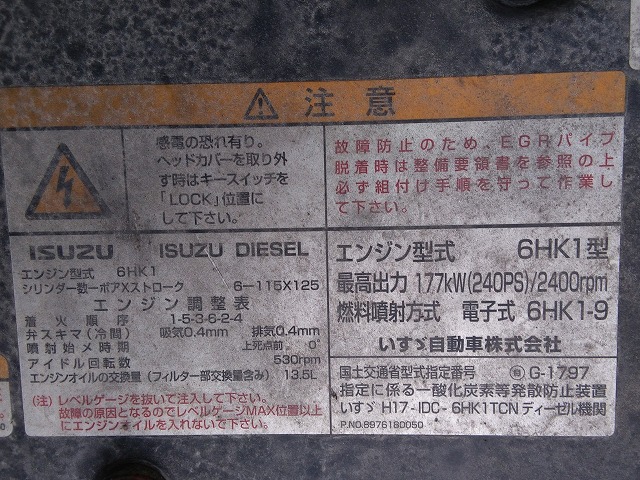 注意
感電の恐れ有り。
ヘッドカバーを取り外
す時はキースイッチを
「LOCK」位置に
して下さい。
故障防止のため、EGRパイプ
脱着時は整備要領書を参照の上
必ず組付け手順を守って作業し
て下さい。
ISUZU ISUZU DIESEL
エンジン型式 6HK1
シリンダー数ーボアXストローク 6-115X125
エンジン調整表
着火順序 1-5-3-6-2-4
弁スキマ(冷間) 吸気0.4mm 排気0.4mm
噴射始メ時期 上死点前 0°
アイドル回転数 530rpm
エンジンオイルの交換量(フィルター部交換量含み) 13.5L
(注)レベルゲージを抜いて注入して下さい。
故障の原因となるのでレベルゲージMAX位置以上
にエンジンオイルを入れないで下さい。
エンジン型式 6HK1型
最高出力 177kW(240PS)/2400rpm
燃料噴射方式 電子式 6HK1-9
いすゞ自動車株式会社
国土交通省型式指定番号 G-1797
指定に係る一酸化炭素等発散防止装置
いすゞ H17-IDC-6HK1TCN ディーゼル機関
P.NO.8976180050